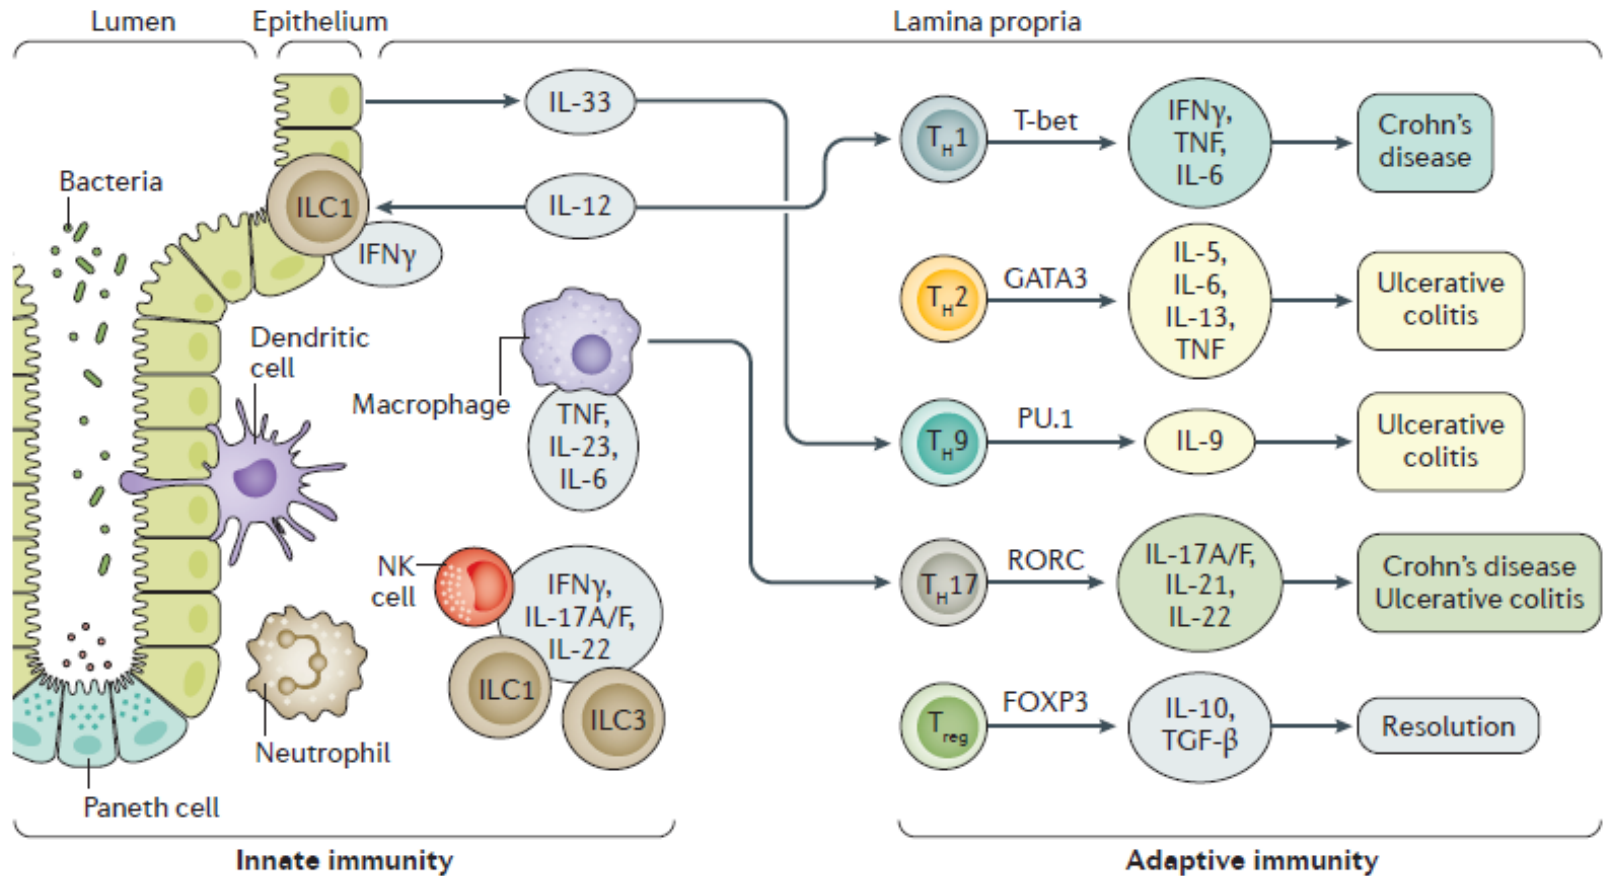 Lumen
Epithelium
Lamina propria
Bacteria
ILC1
IFNγ
IL-33
IL-12
Dendritic
cell
Macrophage
TNF,
IL-23,
IL-6
NK
cell
IFNγ,
IL-17A/F,
IL-22
ILC1
ILC3
Neutrophil
Paneth cell
Innate immunity
TH1
T-bet
IFNγ,
TNF,
IL-6
Crohn's
disease
TH2
GATA3
IL-5,
IL-6,
IL-13,
TNF
Ulcerative
colitis
TH9
PU.1
IL-9
Ulcerative
colitis
TH17
RORC
IL-17A/F,
IL-21,
IL-22
Crohn's disease
Ulcerative colitis
Treg
FOXP3
IL-10,
TGF-β
Resolution
Adaptive immunity